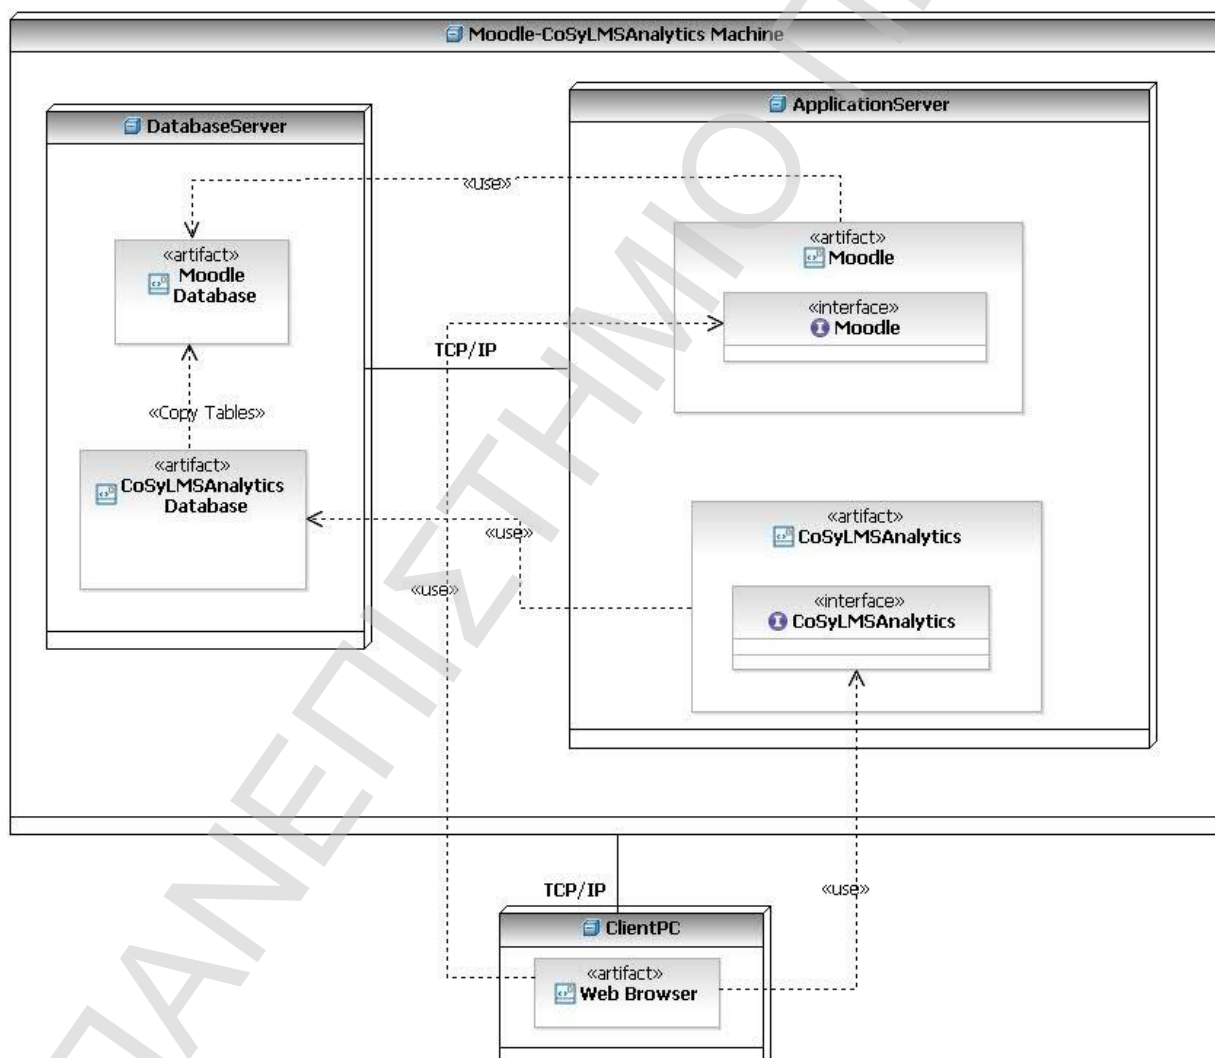 Moodle-CoSyLMSAnalytics Machine
DatabaseServer
ApplicationServer
«use»
«artifact»
Moodle
Database
«artifact»
Moodle
«interface»
Moodle
TCP/IP
«Copy Tables»
«artifact»
CoSyLMSAnalytics
Database
«use»
«artifact»
CoSyLMSAnalytics
«use»
«interface»
CoSyLMSAnalytics
TCP/IP
«use»
ClientPC
«artifact»
Web Browser
ΠΑΝΕΠΙΣΤΗΜΙΟ Π